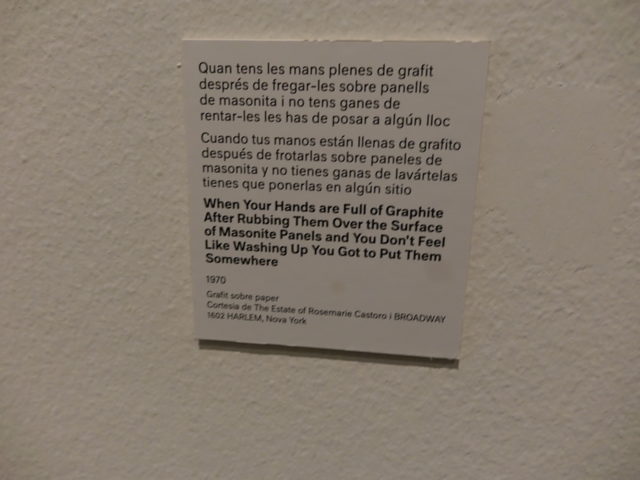 Quan tens les mans plenes de grafit
després de fregar-les sobre panells
de masonita i no tens ganes de
rentar-les les has de posar a algún lloc
Cuando tus manos están llenas de grafito
después de frotarlas sobre paneles de
masonita y no tienes ganas de lavártelas
tienes que ponerlas en algún sitio
When Your Hands are Full of Graphite
After Rubbing Them Over the Surface
of Masonite Panels and You Don't Feel
Like Washing Up You Got to Put Them
Somewhere
1970
Grafit sobre paper
Cortesia de The Estate of Rosemarie Castoro i BROADWAY
1602 HARLEM, Nova York